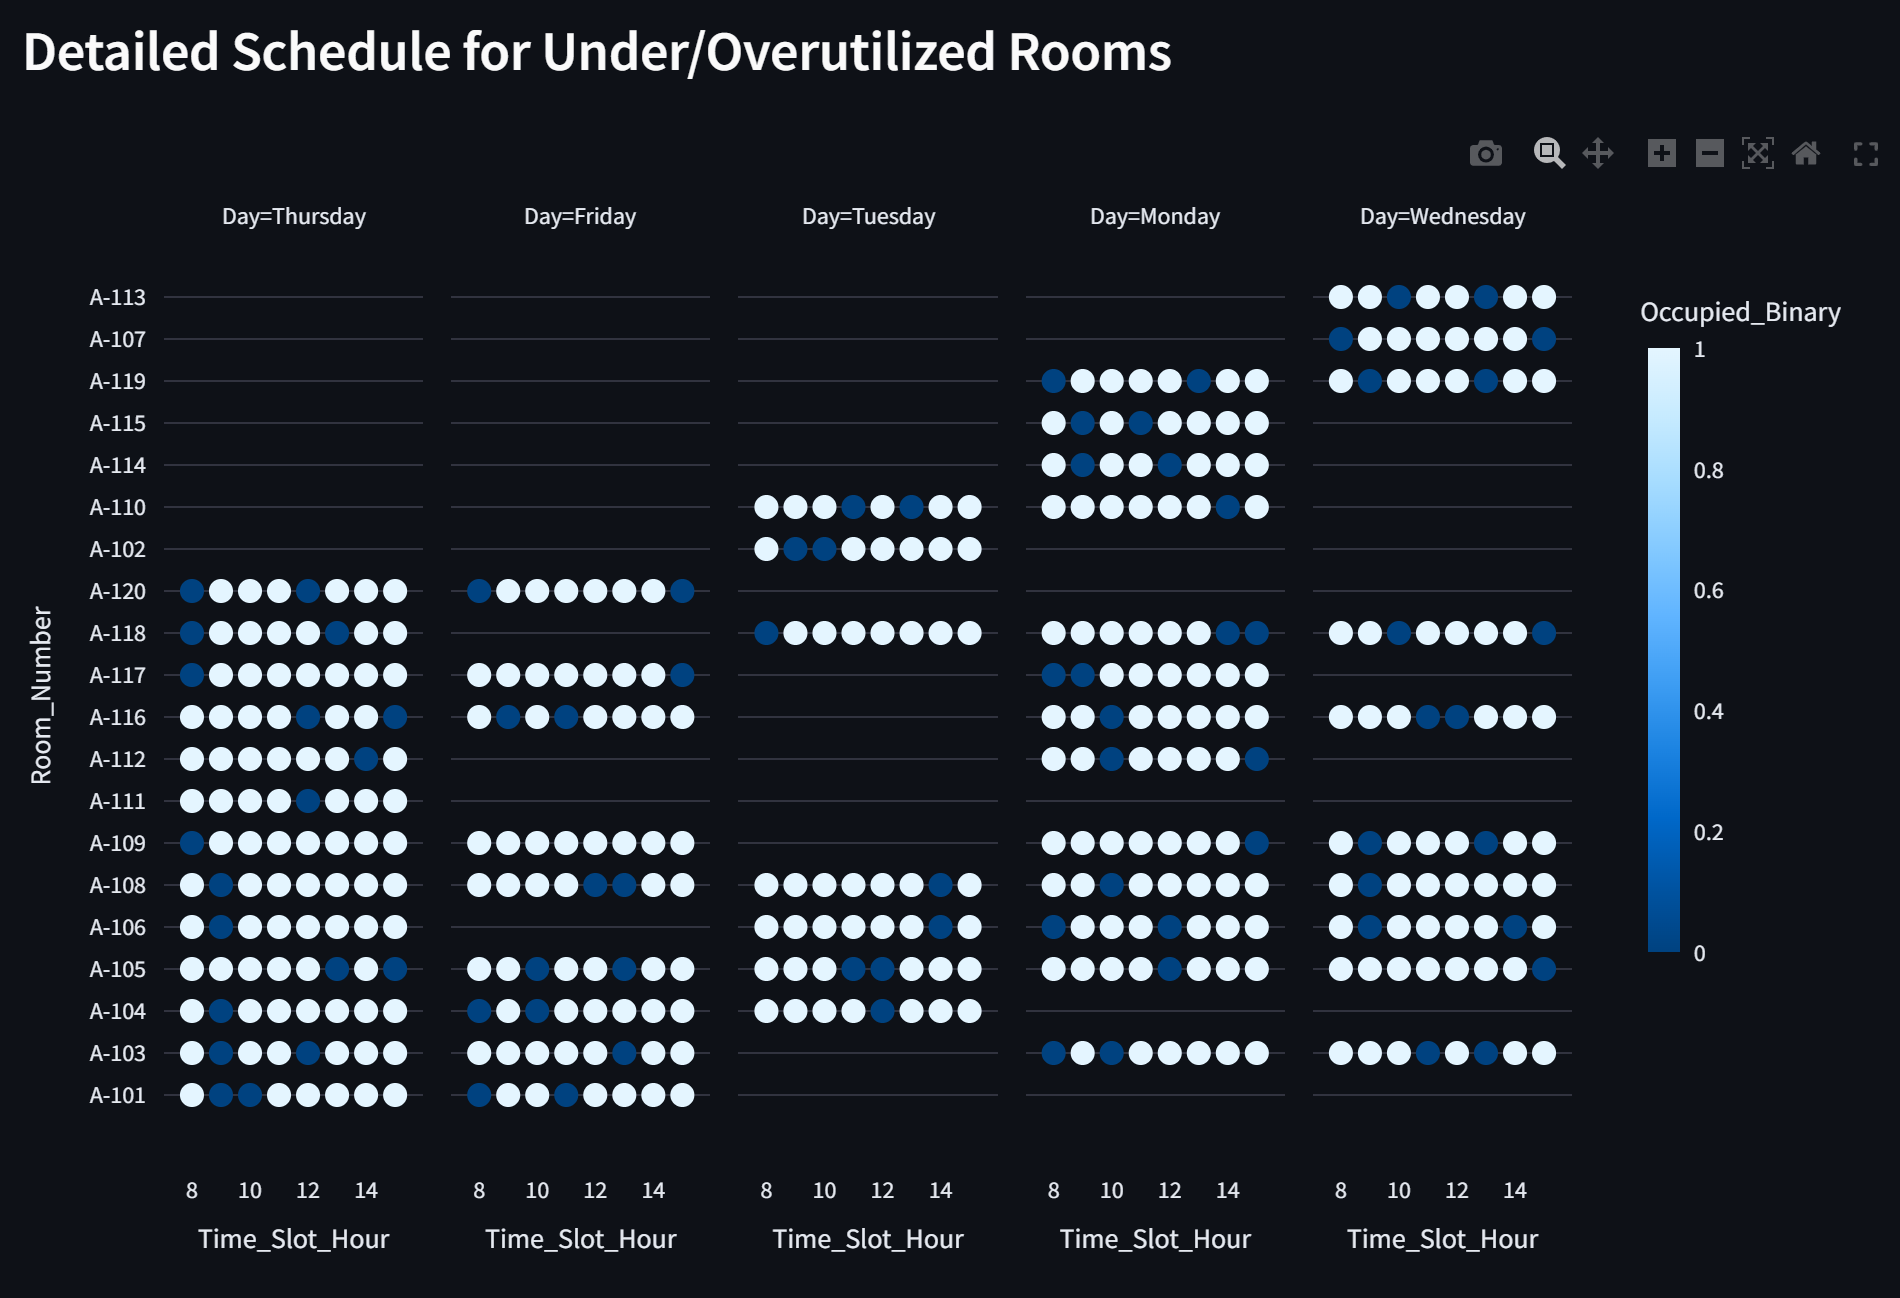 Detailed Schedule for Under/Overutilized Rooms
Day=Thursday Day=Friday Day=Tuesday Day=Monday Day=Wednesday
Room_Number
A-113
A-107
A-119
A-115
A-114
A-110
A-102
A-120
A-118
A-117
A-116
A-112
A-111
A-109
A-108
A-106
A-105
A-104
A-103
A-101
8 10 12 14 8 10 12 14 8 10 12 14 8 10 12 14 8 10 12 14
Time_Slot_Hour Time_Slot_Hour Time_Slot_Hour Time_Slot_Hour Time_Slot_Hour
Occupied_Binary
1
0.8
0.6
0.4
0.2
0